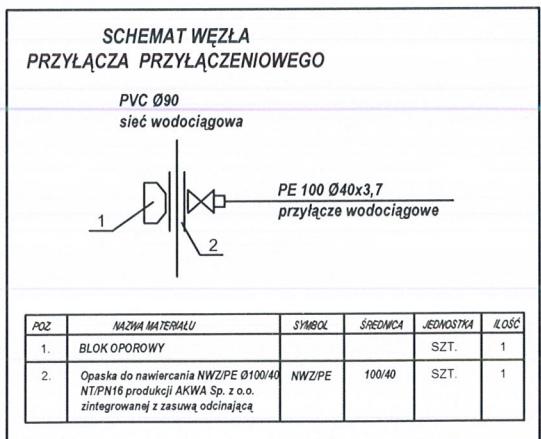 SCHEMAT WĘZŁA
PRZYŁĄCZA PRZYŁĄCZENIOWEGO
PVC Ø90
sieć wodociągowa
PE 100 Ø40x3,7
przyłącze wodociągowe
1
2
POZ NAZWA MATERIAŁU SYMBOL ŚREDNICA JEDNOSTKA ILOŚĆ
1. BLOK OPOROWY SZT. 1
2. Opaska do nawiercania NWZ/PE Ø100/40 NWZ/PE 100/40 SZT. 1
NT/PN16 produkcji AKWA Sp. z o.o.
zintegrowanej z zasuwą odcinającą